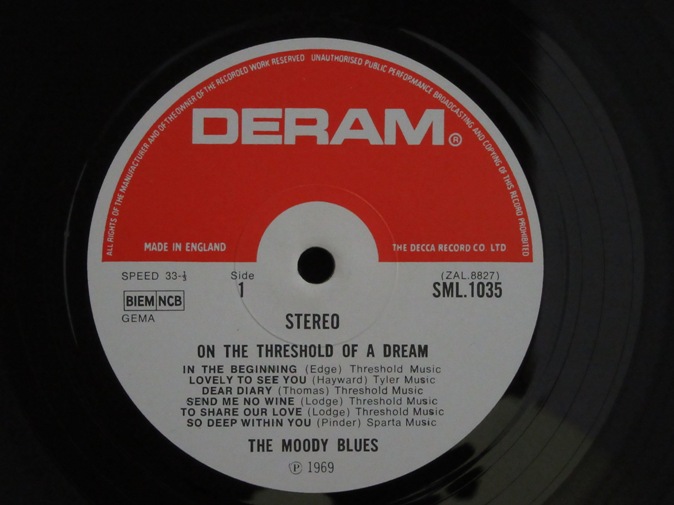 ALL RIGHTS OF THE MANUFACTURER AND OF THE OWNER OF THE RECORDED WORK RESERVED UNAUTHORISED PUBLIC PERFORMANCE BROADCASTING AND COPYING OF THIS RECORD PROHIBITED
DERAM®
MADE IN ENGLAND THE DECCA RECORD CO. LTD
SPEED 33-⅓ Side (ZAL.8827)
1 SML.1035
BIEM NCB
GEMA
STEREO
ON THE THRESHOLD OF A DREAM
IN THE BEGINNING (Edge) Threshold Music
LOVELY TO SEE YOU (Hayward) Tyler Music
DEAR DIARY (Thomas) Threshold Music
SEND ME NO WINE (Lodge) Threshold Music
TO SHARE OUR LOVE (Lodge) Threshold Music
SO DEEP WITHIN YOU (Pinder) Sparta Music
THE MOODY BLUES
℗ 1969